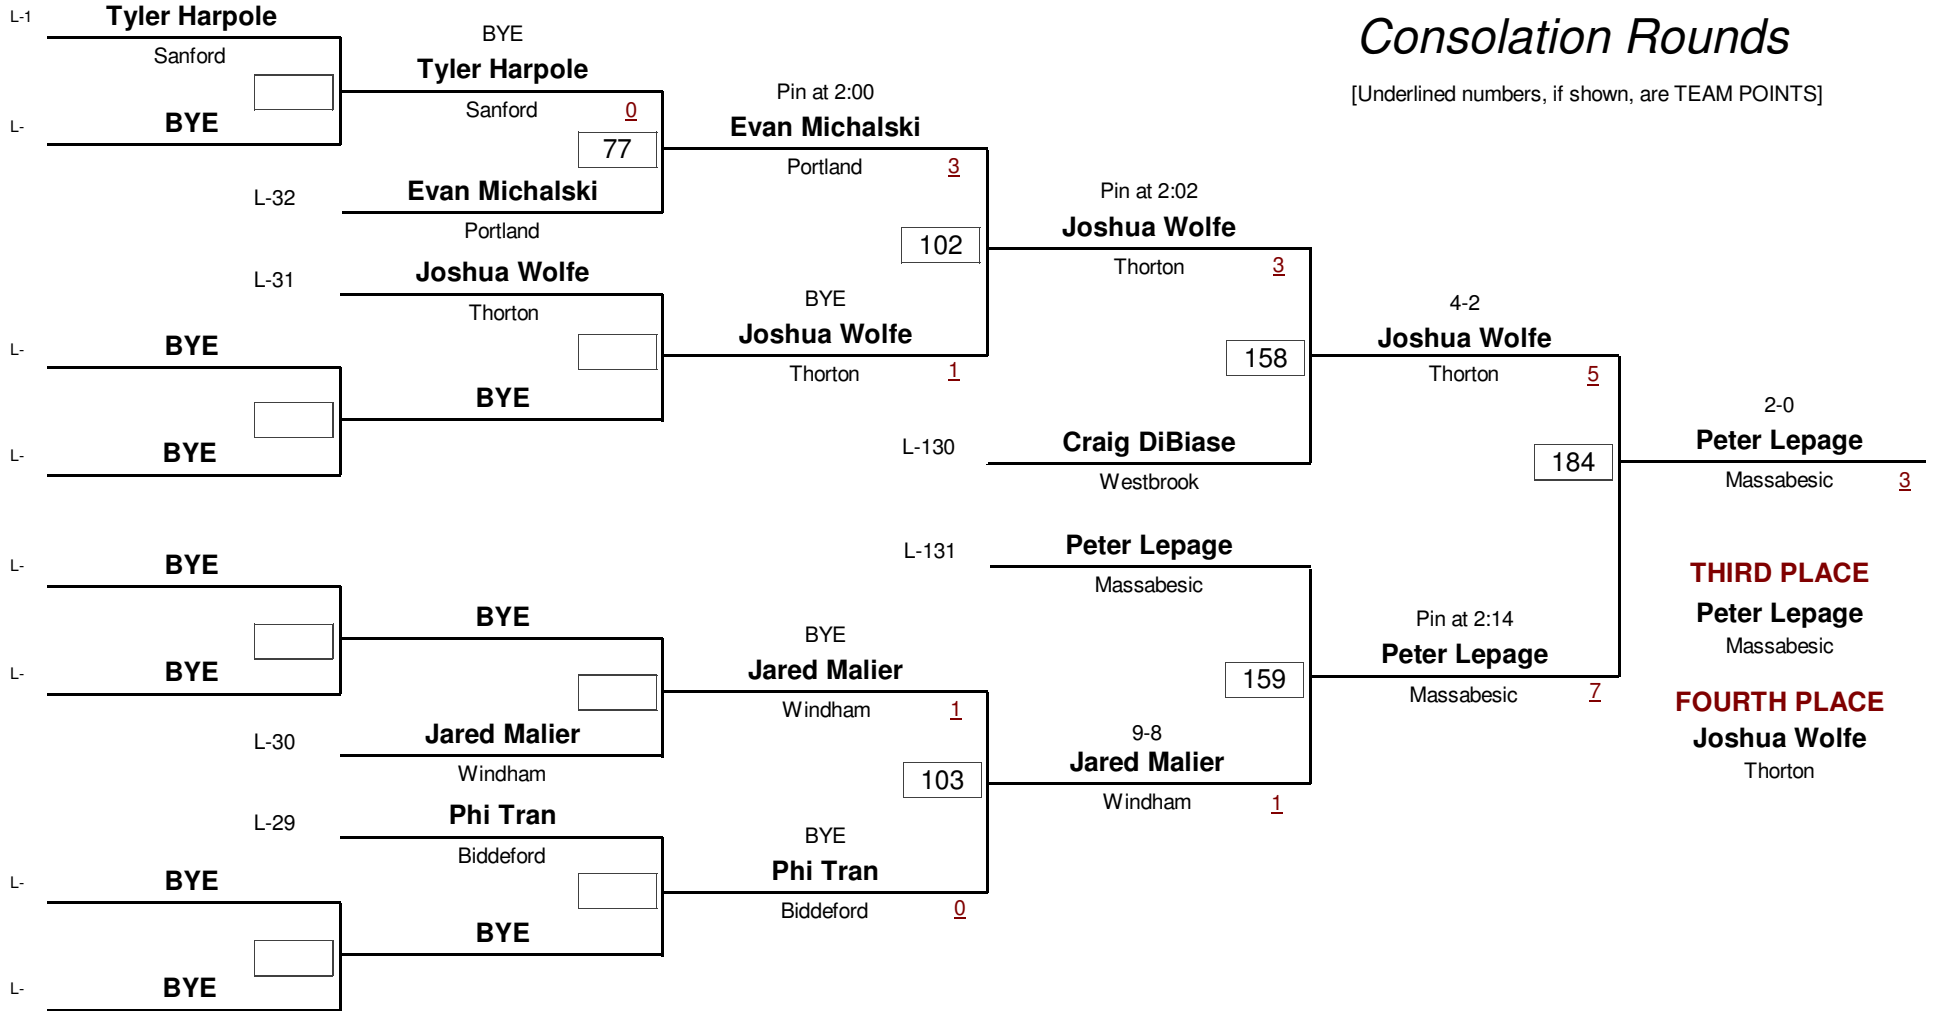 Consolation Rounds
[Underlined numbers, if shown, are TEAM POINTS]
L-1
Tyler Harpole
Sanford
L-
BYE
BYE
Tyler Harpole
Sanford
0
77
L-32
Evan Michalski
Portland
Pin at 2:00
Evan Michalski
Portland
3
102
L-31
Joshua Wolfe
Thorton
L-
BYE
L-
BYE
BYE
BYE
Joshua Wolfe
Thorton
1
Pin at 2:02
Joshua Wolfe
Thorton
3
158
L-130
Craig DiBiase
Westbrook
4-2
Joshua Wolfe
Thorton
5
184
2-0
Peter Lepage
Massabesic
3
L-
BYE
L-
BYE
BYE
L-30
Jared Malier
Windham
BYE
Jared Malier
Windham
1
103
L-29
Phi Tran
Biddeford
L-
BYE
L-
BYE
BYE
BYE
Phi Tran
Biddeford
0
L-131
Peter Lepage
Massabesic
159
9-8
Jared Malier
Windham
1
Pin at 2:14
Peter Lepage
Massabesic
7
THIRD PLACE
Peter Lepage
Massabesic
FOURTH PLACE
Joshua Wolfe
Thorton